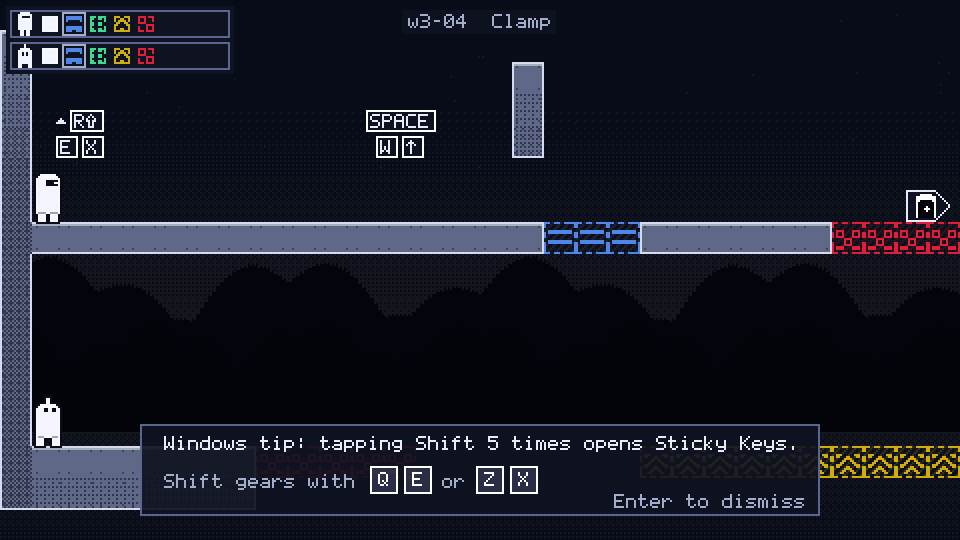 w3-04 Clamp
R⇧ SPACE
E X W ↑
Windows tip: tapping Shift 5 times opens Sticky Keys.
Shift gears with Q E or Z X
Enter to dismiss